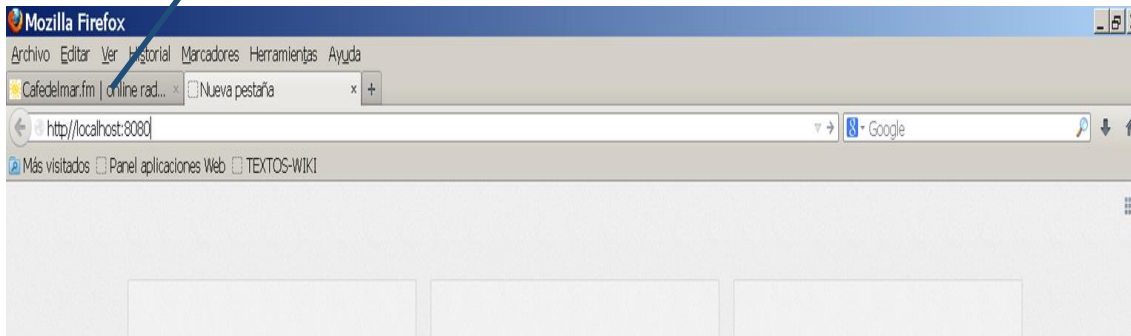 Mozilla Firefox
Archivo Editar Ver Historial Marcadores Herramientas Ayuda
Cafedelmar.fm | online rad... Nueva pestaña
http//localhost:8080 Google
Más visitados Panel aplicaciones Web TEXTOS-WIKI